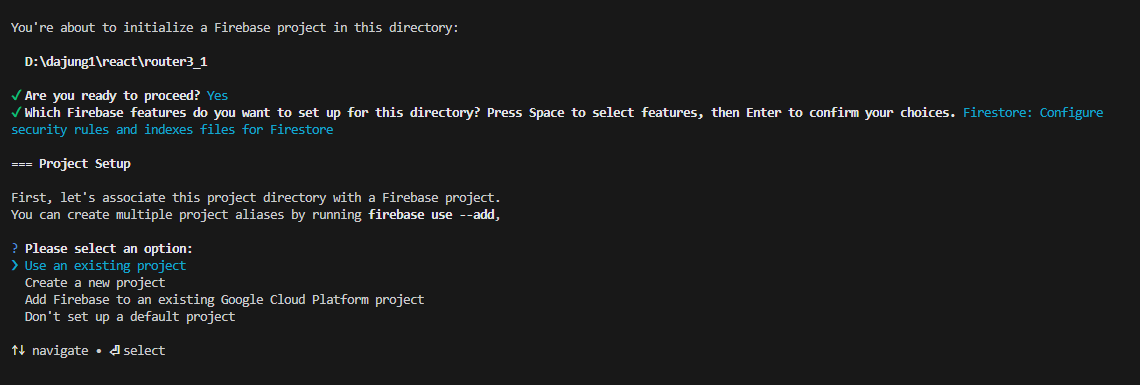 You're about to initialize a Firebase project in this directory:
D:\dajung1\react\router3_1
✔ Are you ready to proceed? Yes
✔ Which Firebase features do you want to set up for this directory? Press Space to select features, then Enter to confirm your choices. Firestore: Configure
security rules and indexes files for Firestore
=== Project Setup
First, let's associate this project directory with a Firebase project.
You can create multiple project aliases by running firebase use --add,
? Please select an option:
❯ Use an existing project
Create a new project
Add Firebase to an existing Google Cloud Platform project
Don't set up a default project
↑↓ navigate • ⏎ select